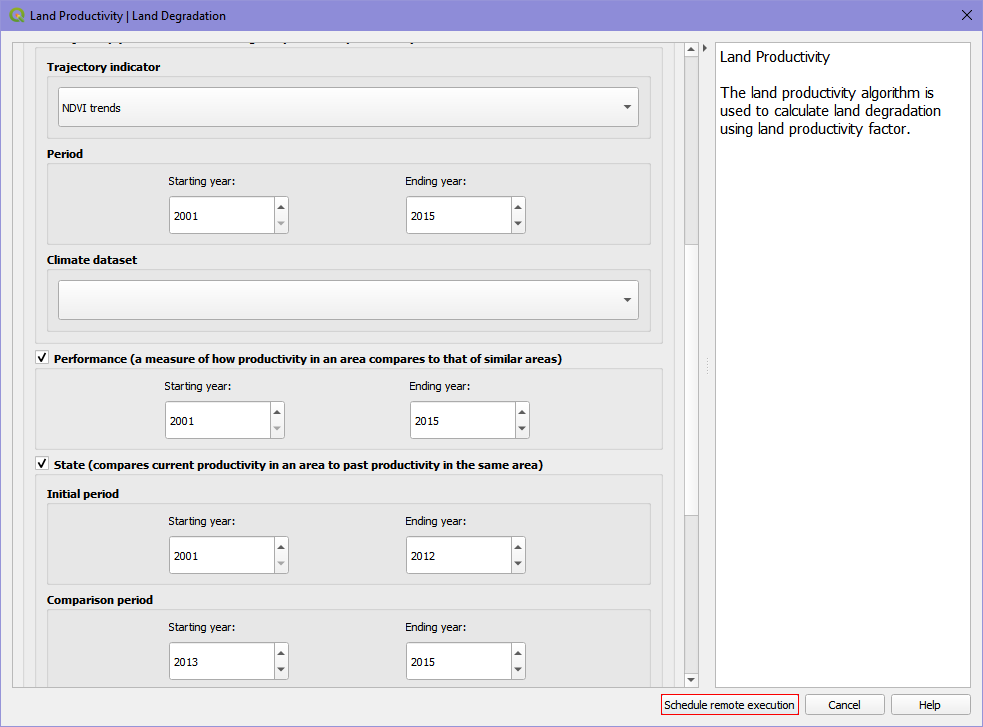 Land Productivity | Land Degradation
Trajectory indicator
NDVI trends
Period
Starting year:
Ending year:
2001
2015
Climate dataset
Performance (a measure of how productivity in an area compares to that of similar areas)
Starting year:
Ending year:
2001
2015
State (compares current productivity in an area to past productivity in the same area)
Initial period
Starting year:
Ending year:
2001
2012
Comparison period
Starting year:
Ending year:
2013
2015
Land Productivity
The land productivity algorithm is
used to calculate land degradation
using land productivity factor.
Schedule remote execution
Cancel
Help